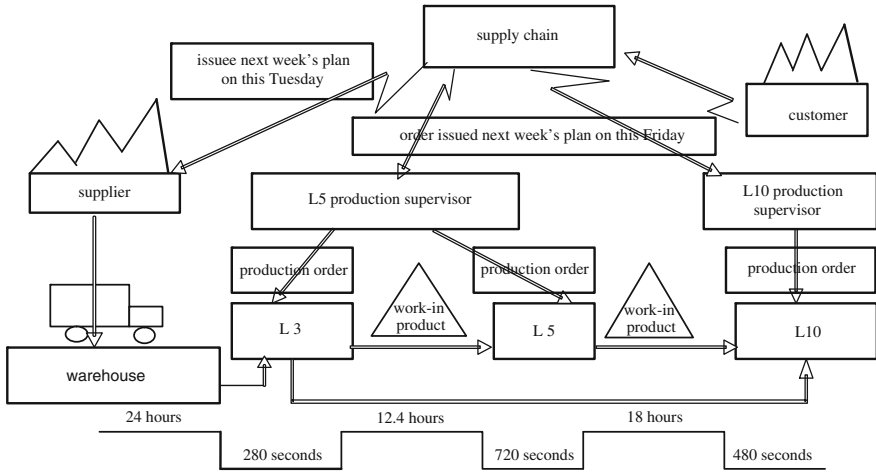 supply chain
issuee next week's plan
on this Tuesday
customer
order issued next week's plan on this Friday
supplier
L5 production supervisor
L10 production
supervisor
production order
production order
production order
work-in
product
work-in
product
L 3
L 5
L10
warehouse
24 hours
12.4 hours
18 hours
280 seconds
720 seconds
480 seconds